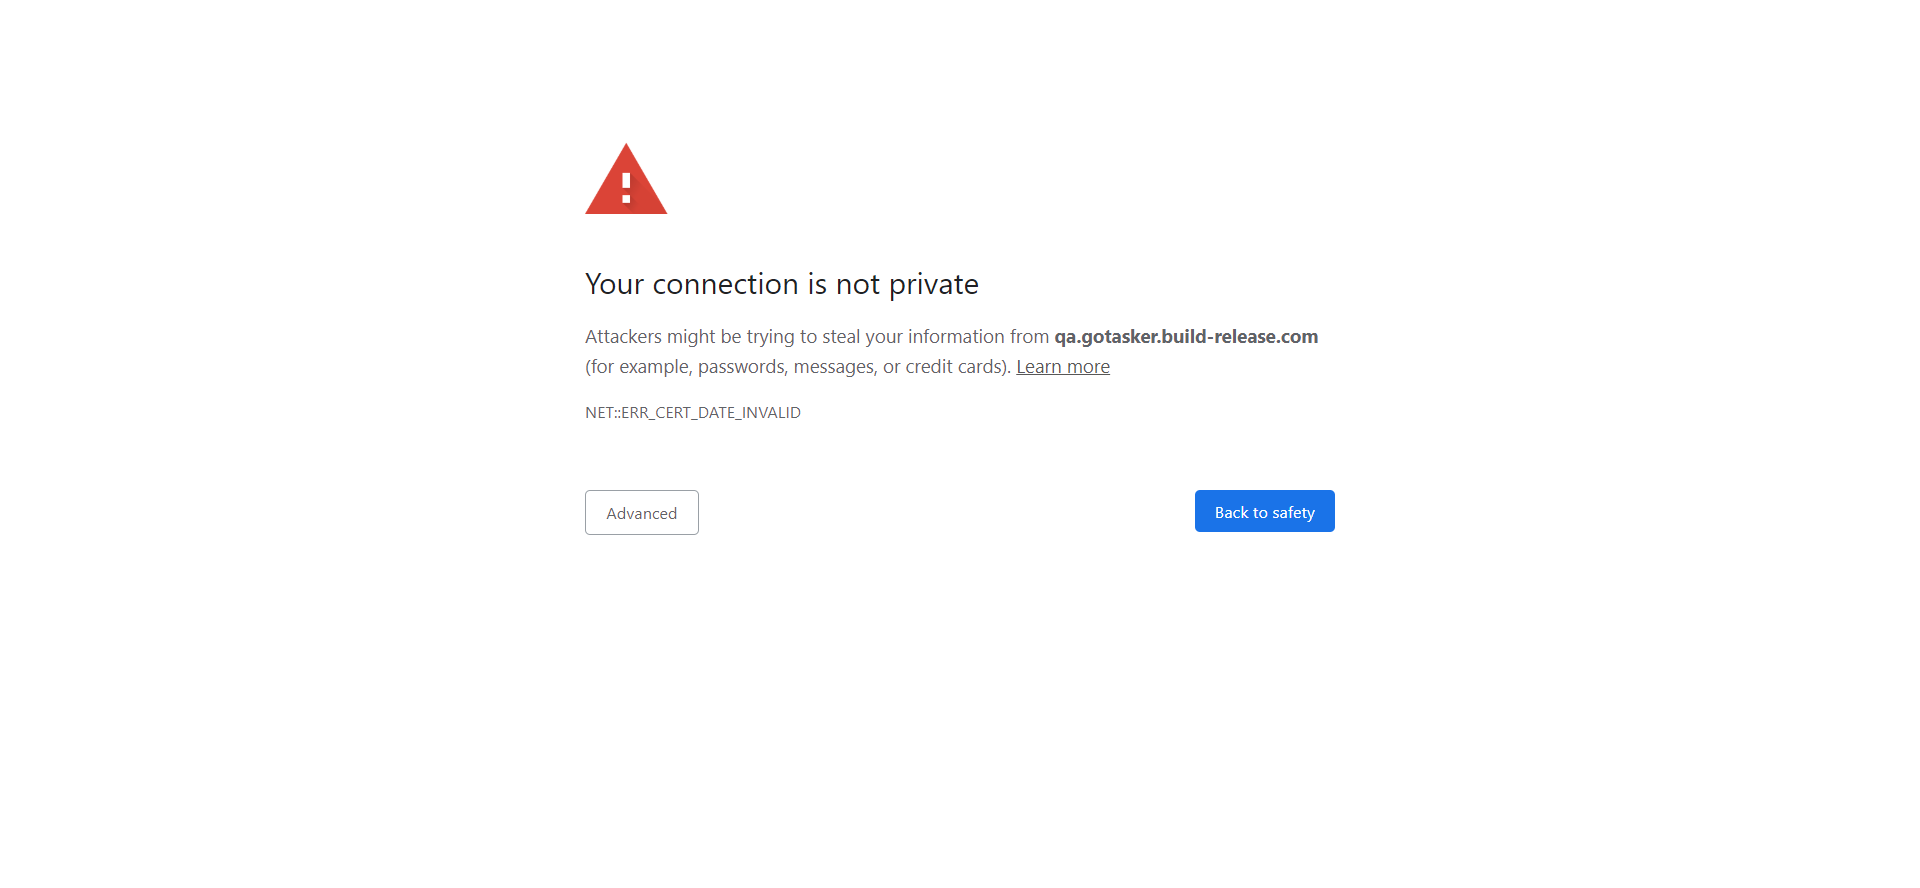 Your connection is not private
Attackers might be trying to steal your information from qa.gotasker.build-release.com
(for example, passwords, messages, or credit cards). Learn more
NET::ERR_CERT_DATE_INVALID
Advanced
Back to safety